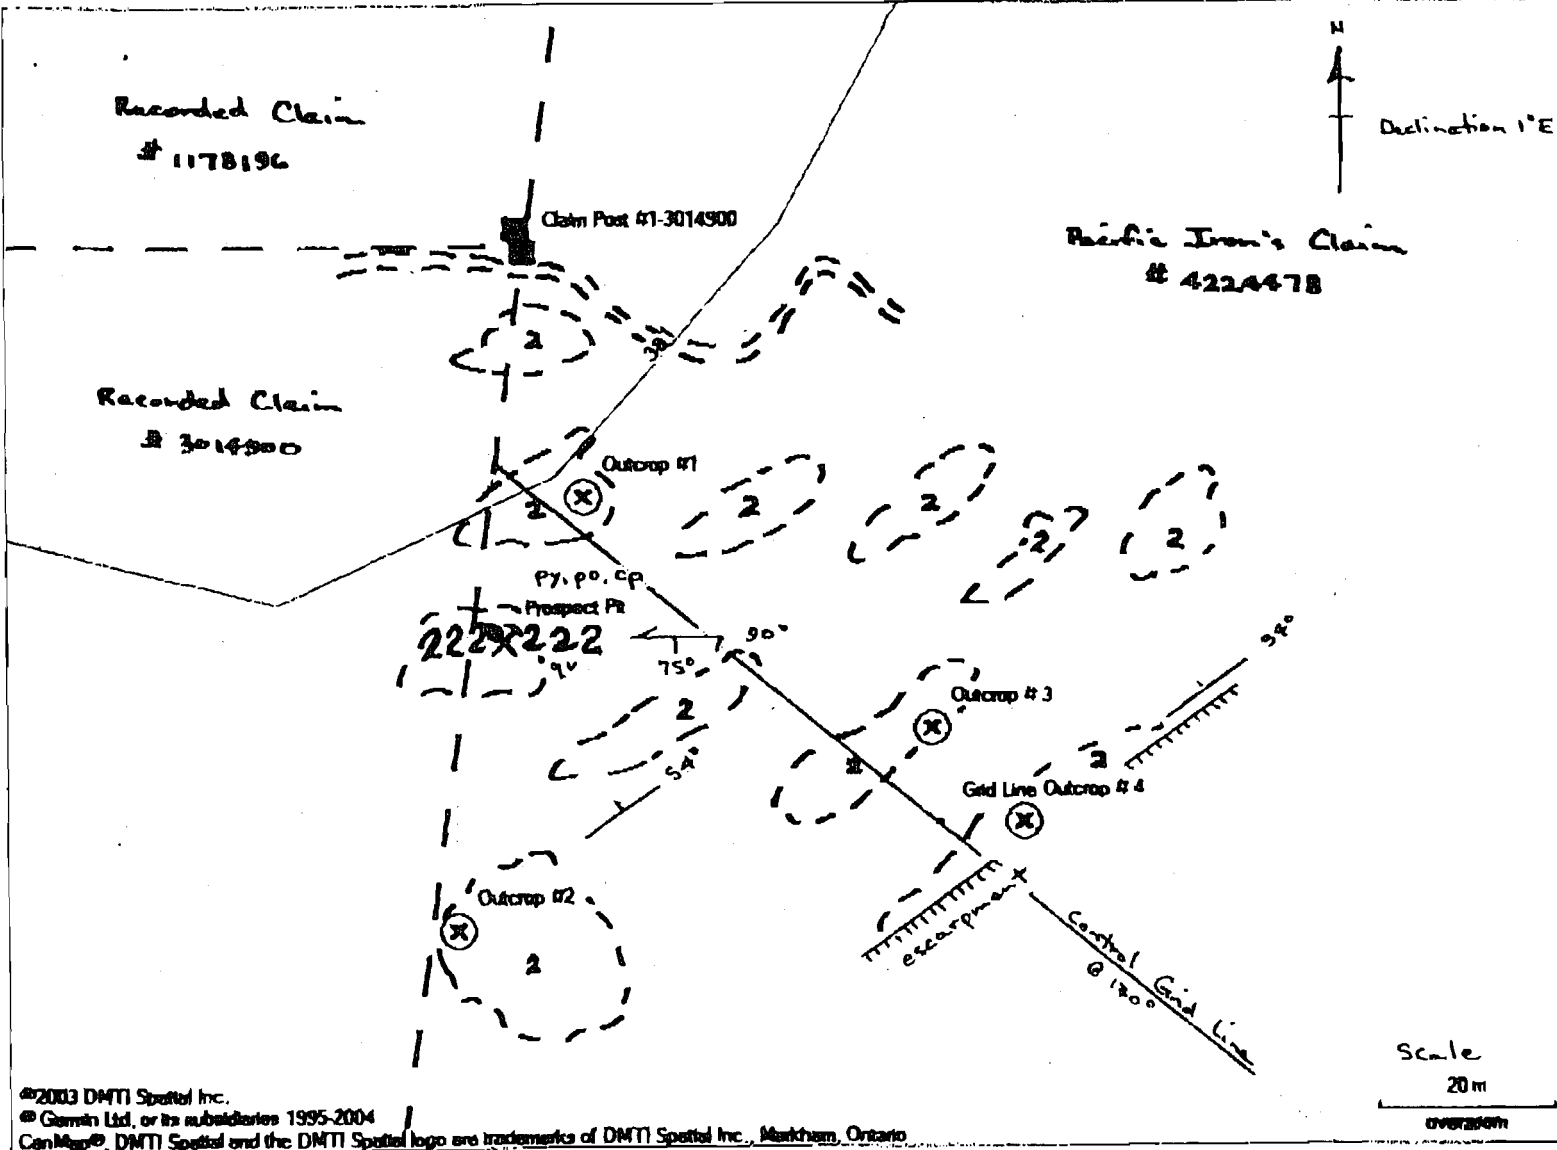 N
Declination 1°E
Recorded Claim
# 1178196
Claim Post #1-3014900
Pacific Iron's Claim
# 4224478
2
Recorded Claim
# 3014900
Outcrop #1
2
2
2
2
2
py, po, cp
Prospect Pit
222X222
qv
75°
90°
2
54°
Outcrop # 3
2
54°
Grid Line Outcrop # 4
Outcrop #2
2
escarpment
Control Grid Line
Scale
20 m
overzoom
©2003 DMTI Spatial Inc.
© Garmin Ltd. or its subsidiaries 1995-2004
CanMap®, DMTI Spatial and the DMTI Spatial logo are trademarks of DMTI Spatial Inc., Markham, Ontario